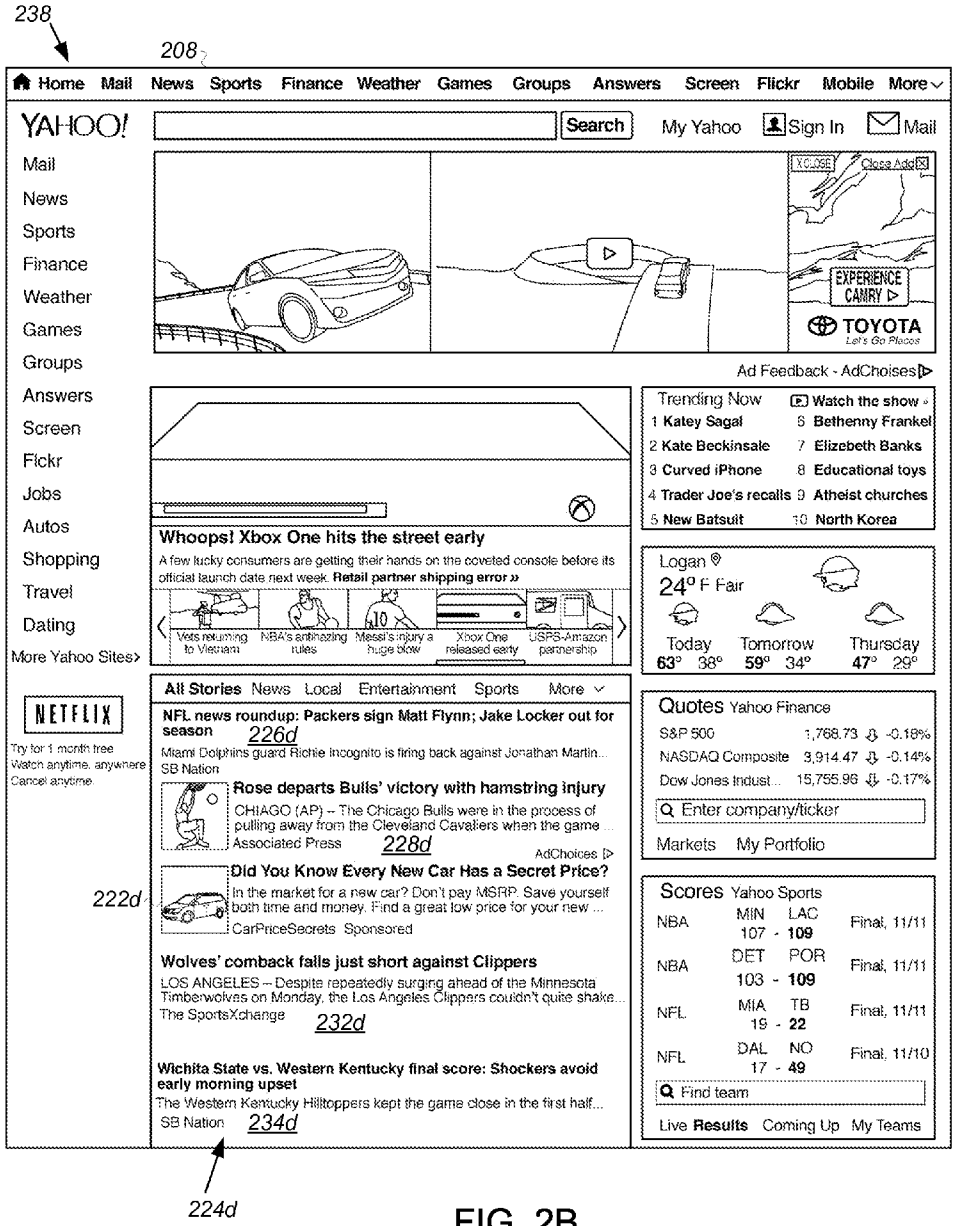 238
208
Home Mail News Sports Finance Weather Games Groups Answers Screen Flickr Mobile More
YAHOO! Search My Yahoo Sign In Mail
Mail
News
Sports
Finance
Weather
Games
Groups
Answers
Screen
Fickr
Jobs
Autos
Shopping
Travel
Dating
More Yahoo Sites>
NETFLIX
Try for 1 month free
Watch anytime, anywhere
Cancel anytime.
X CLOSE Close Add X
EXPERIENCE
CAMRY
TOYOTA
Let's Go Places
Ad Feedback - AdChoises
Whoops! Xbox One hits the street early
A few lucky consumers are getting their hands on the coveted console before its
official launch date next week. Retail partner shipping error »
10
Vets returning
to Vietnam
NBA's antihazing
rules
Messi's injury a
huge blow
Xbox One
released early
USPS-Amazon
partnership
All Stories News Local Entertainment Sports More
NFL news roundup: Packers sign Matt Flynn; Jake Locker out for
season 226d
Miami Dolphins guard Richie Incognito is firing back against Jonathan Martin...
SB Nation
Rose departs Bulls' victory with hamstring injury
CHIAGO (AP) -- The Chicago Bulls were in the process of
pulling away from the Cleveland Cavaliers when the game ...
Associated Press 228d
AdChoices
Did You Know Every New Car Has a Secret Price?
222d
In the market for a new car? Don't pay MSRP. Save yourself
both time and money. Find a great low price for your new ...
CarPriceSecrets Sponsored
Wolves' comback falls just short against Clippers
LOS ANGELES -- Despite repeatedly surging ahead of the Minnesota
Timberwolves on Monday, the Los Angeles Clippers couldn't quite shake...
The SportsXchange 232d
Wichita State vs. Western Kentucky final score: Shockers avoid
early morning upset
The Western Kentucky Hilltoppers kept the game close in the first half...
SB Nation 234d
224d
Trending Now Watch the show »
1 Katey Sagal 6 Bethenny Frankel
2 Kate Beckinsale 7 Elizebeth Banks
3 Curved iPhone 8 Educational toys
4 Trader Joe's recalls 9 Atheist churches
5 New Batsuit 10 North Korea
Logan
24° F Fair
Today Tomorrow Thursday
63° 38° 59° 34° 47° 29°
Quotes Yahoo Finance
S&P 500 1,768.73 -0.18%
NASDAQ Composite 3,914.47 -0.14%
Dow Jones Indust... 15,755.96 -0.17%
Enter company/ticker
Markets My Portfolio
Scores Yahoo Sports
NBA MIN LAC Final, 11/11
107 - 109
NBA DET POR Final, 11/11
103 - 109
NFL MIA TB Final, 11/11
19 - 22
NFL DAL NO Final, 11/10
17 - 49
Find team
Live Results Coming Up My Teams
FIG. 2B